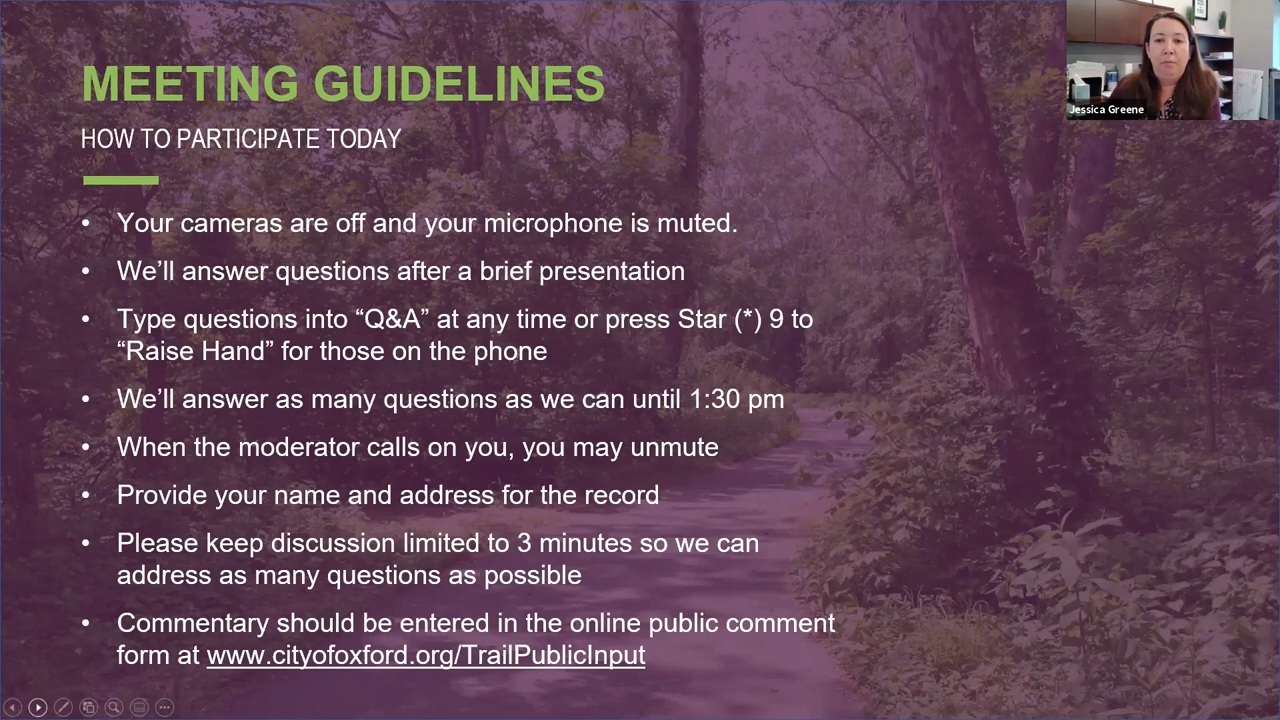 MEETING GUIDELINES
HOW TO PARTICIPATE TODAY
• Your cameras are off and your microphone is muted.
• We’ll answer questions after a brief presentation
• Type questions into “Q&A” at any time or press Star (*) 9 to
“Raise Hand” for those on the phone
• We’ll answer as many questions as we can until 1:30 pm
• When the moderator calls on you, you may unmute
• Provide your name and address for the record
• Please keep discussion limited to 3 minutes so we can
address as many questions as possible
• Commentary should be entered in the online public comment
form at www.cityofoxford.org/TrailPublicInput
Jessica Greene